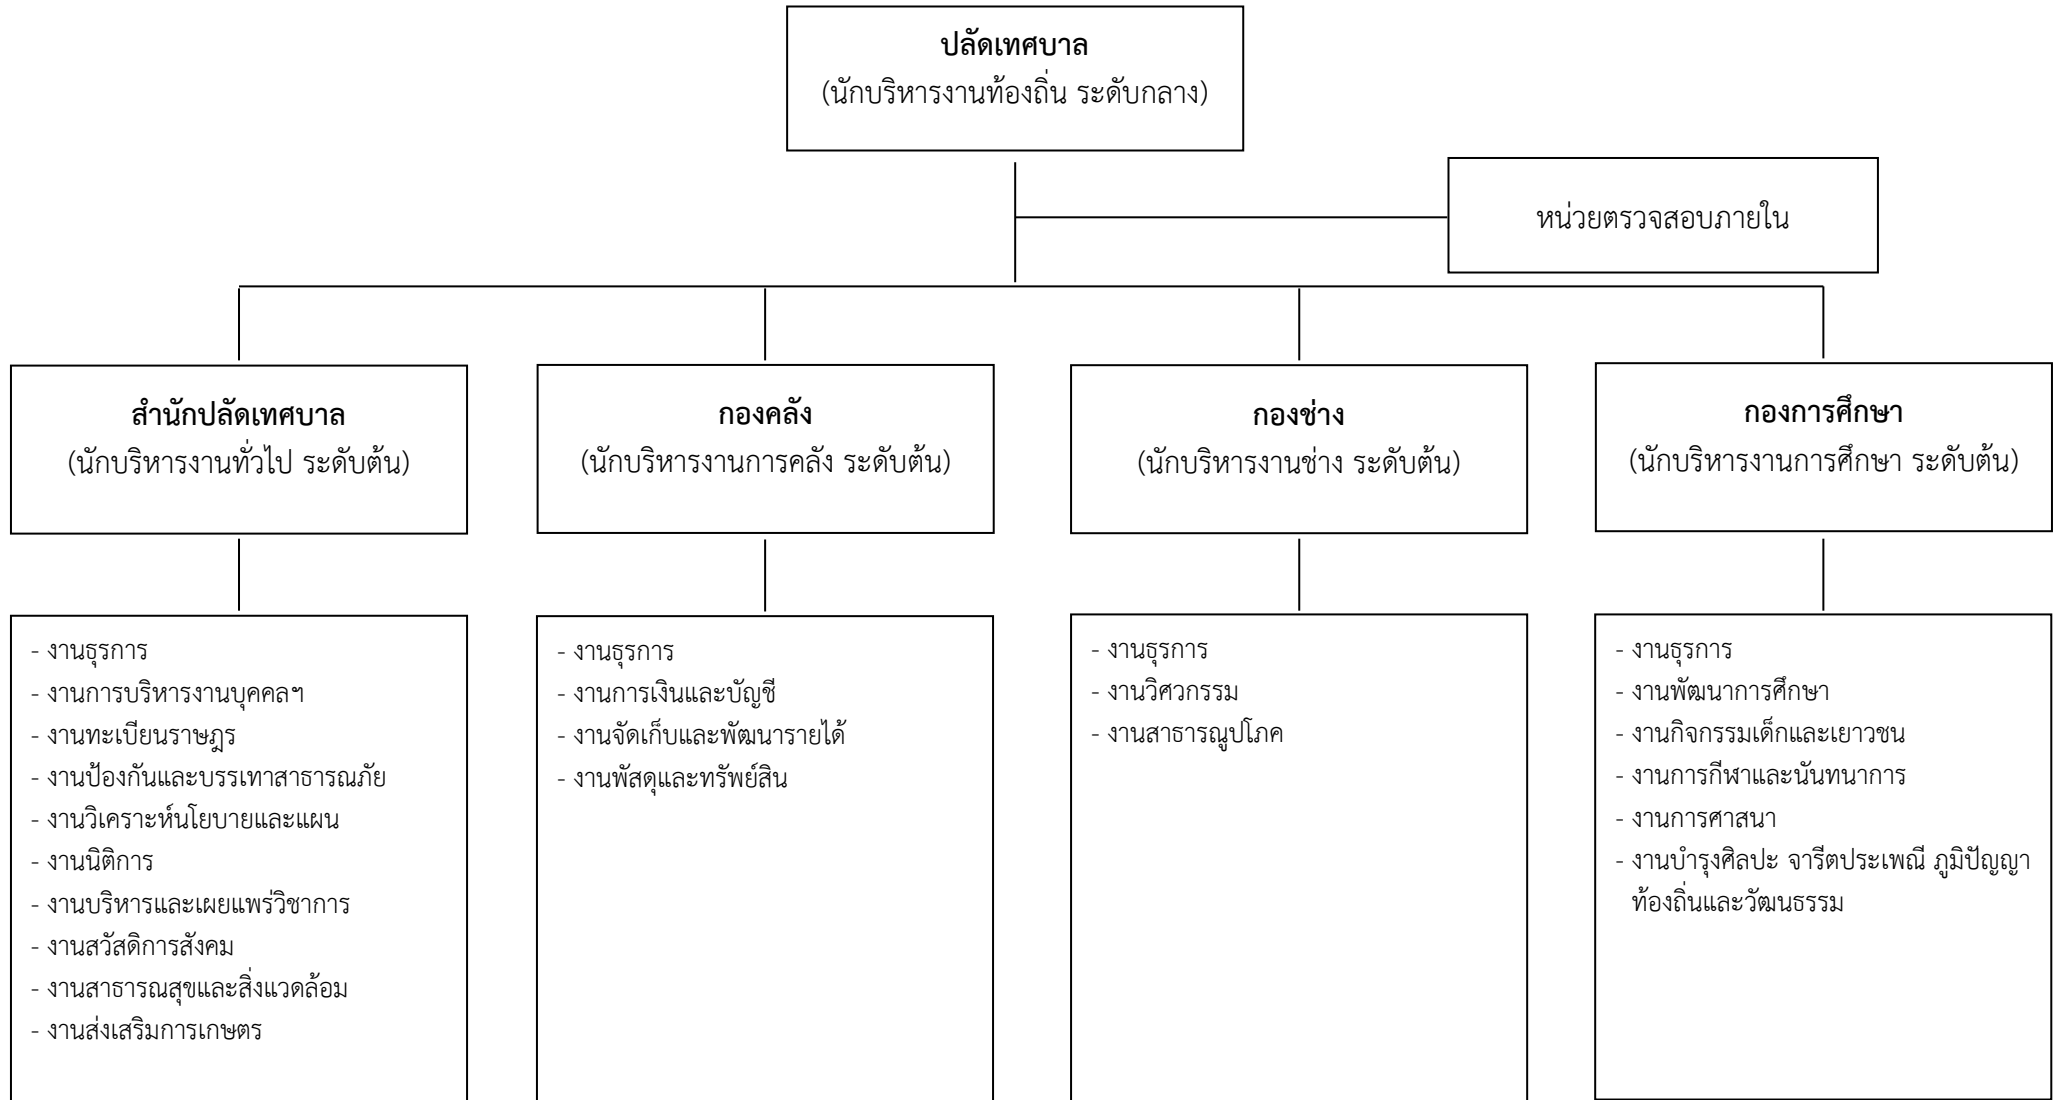 ปลัดเทศบาล
(นักบริหารงานท้องถิ่น ระดับกลาง)
หน่วยตรวจสอบภายใน
สำนักปลัดเทศบาล
(นักบริหารงานทั่วไป ระดับต้น)
กองคลัง
(นักบริหารงานการคลัง ระดับต้น)
กองช่าง
(นักบริหารงานช่าง ระดับต้น)
กองการศึกษา
(นักบริหารงานการศึกษา ระดับต้น)
- งานธุรการ
- งานการบริหารงานบุคคลฯ
- งานทะเบียนราษฎร
- งานป้องกันและบรรเทาสาธารณภัย
- งานวิเคราะห์นโยบายและแผน
- งานนิติการ
- งานบริหารและเผยแพร่วิชาการ
- งานสวัสดิการสังคม
- งานสาธารณสุขและสิ่งแวดล้อม
- งานส่งเสริมการเกษตร
- งานธุรการ
- งานการเงินและบัญชี
- งานจัดเก็บและพัฒนารายได้
- งานพัสดุและทรัพย์สิน
- งานธุรการ
- งานวิศวกรรม
- งานสาธารณูปโภค
- งานธุรการ
- งานพัฒนาการศึกษา
- งานกิจกรรมเด็กและเยาวชน
- งานการกีฬาและนันทนาการ
- งานการศาสนา
- งานบำรุงศิลปะ จารีตประเพณี ภูมิปัญญา
ท้องถิ่นและวัฒนธรรม